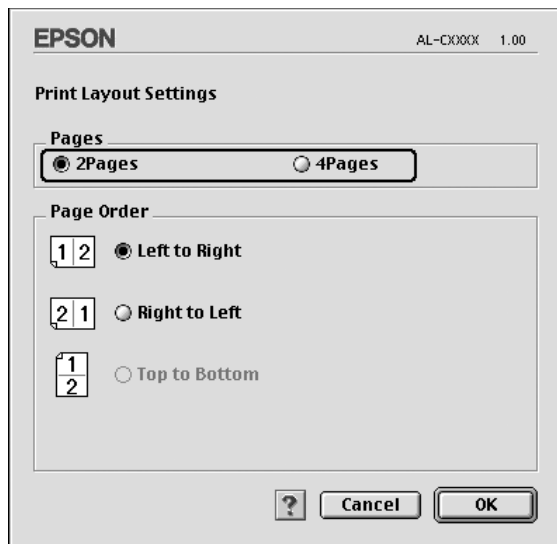 EPSON AL-CXXXX 1.00
Print Layout Settings
Pages
2Pages 4Pages
Page Order
1 2 Left to Right
2 1 Right to Left
1
2 Top to Bottom
? Cancel OK